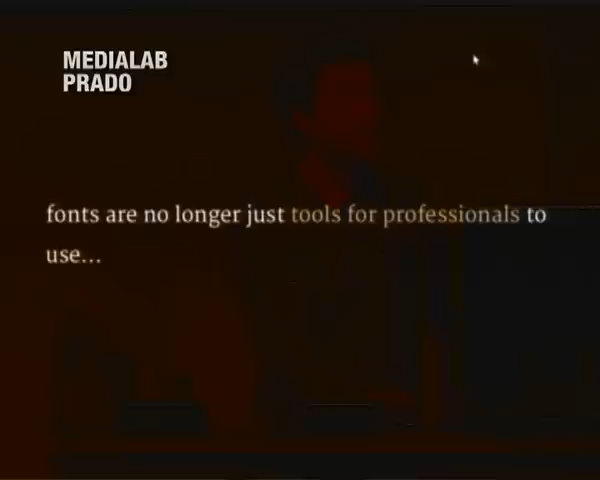 MEDIALAB
PRADO
fonts are no longer just tools for professionals to
use...